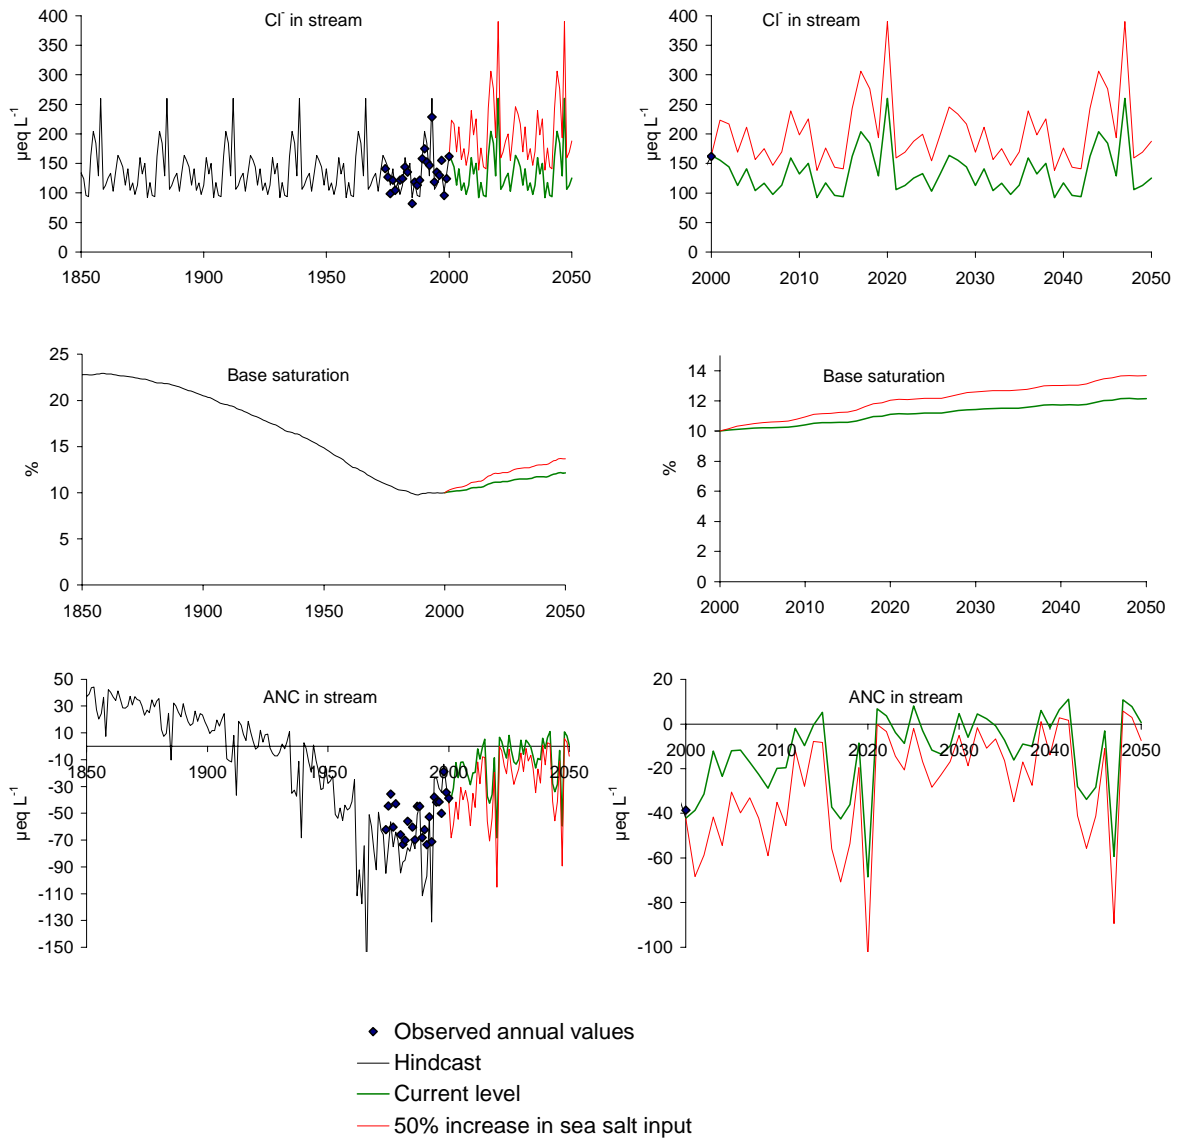 Cl- in stream
µeq L-1
400
350
300
250
200
150
100
50
0
1850 1900 1950 2000 2050
Cl- in stream
µeq L-1
400
350
300
250
200
150
100
50
0
2000 2010 2020 2030 2040 2050
Base saturation
%
25
20
15
10
5
0
1850 1900 1950 2000 2050
Base saturation
%
14
12
10
8
6
4
2
0
2000 2010 2020 2030 2040 2050
ANC in stream
µeq L-1
50
30
10
-10
-30
-50
-70
-90
-110
-130
-150
1850 1900 1950 2000 2050
ANC in stream
µeq L-1
20
0
-20
-40
-60
-80
-100
2000 2010 2020 2030 2040 2050
Observed annual values
Hindcast
Current level
50% increase in sea salt input